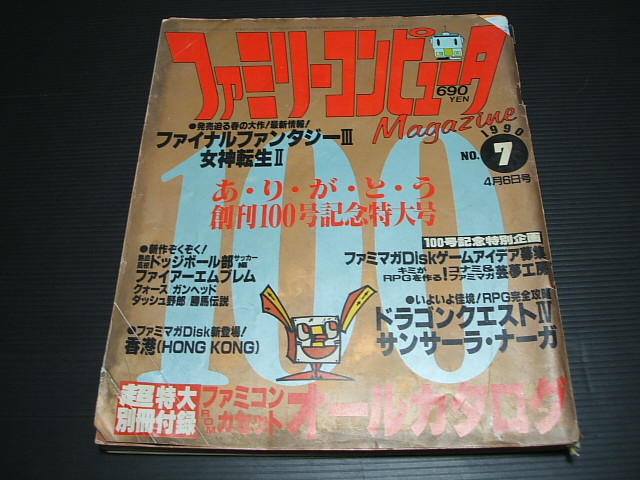 ファミリーコンピュータ
Magazine
690
YEN
1990
NO. 7
4月6日号
●発売迫る春の大作!最新情報!
ファイナルファンタジーIII
女神転生II
100
あ・り・が・と・う
創刊100号記念特大号
●新作ぞくぞく!
ドッジボール部サッカー編
ファイアーエムブレム
クォース ガンヘッド
ダッシュ野郎 勝馬伝説
●ファミマガDisk新登場!
香港(HONG KONG)
100号記念特別企画
ファミマガDiskゲームアイデア募集
キミがRPGを作る!コナミ&ファミマガ芸夢工房
●いよいよ佳境!RPG完全攻略
ドラゴンクエストIV
サンサーラ・ナーガ
超特大
別冊付録
ファミコン
ROMカセット
オールカタログ